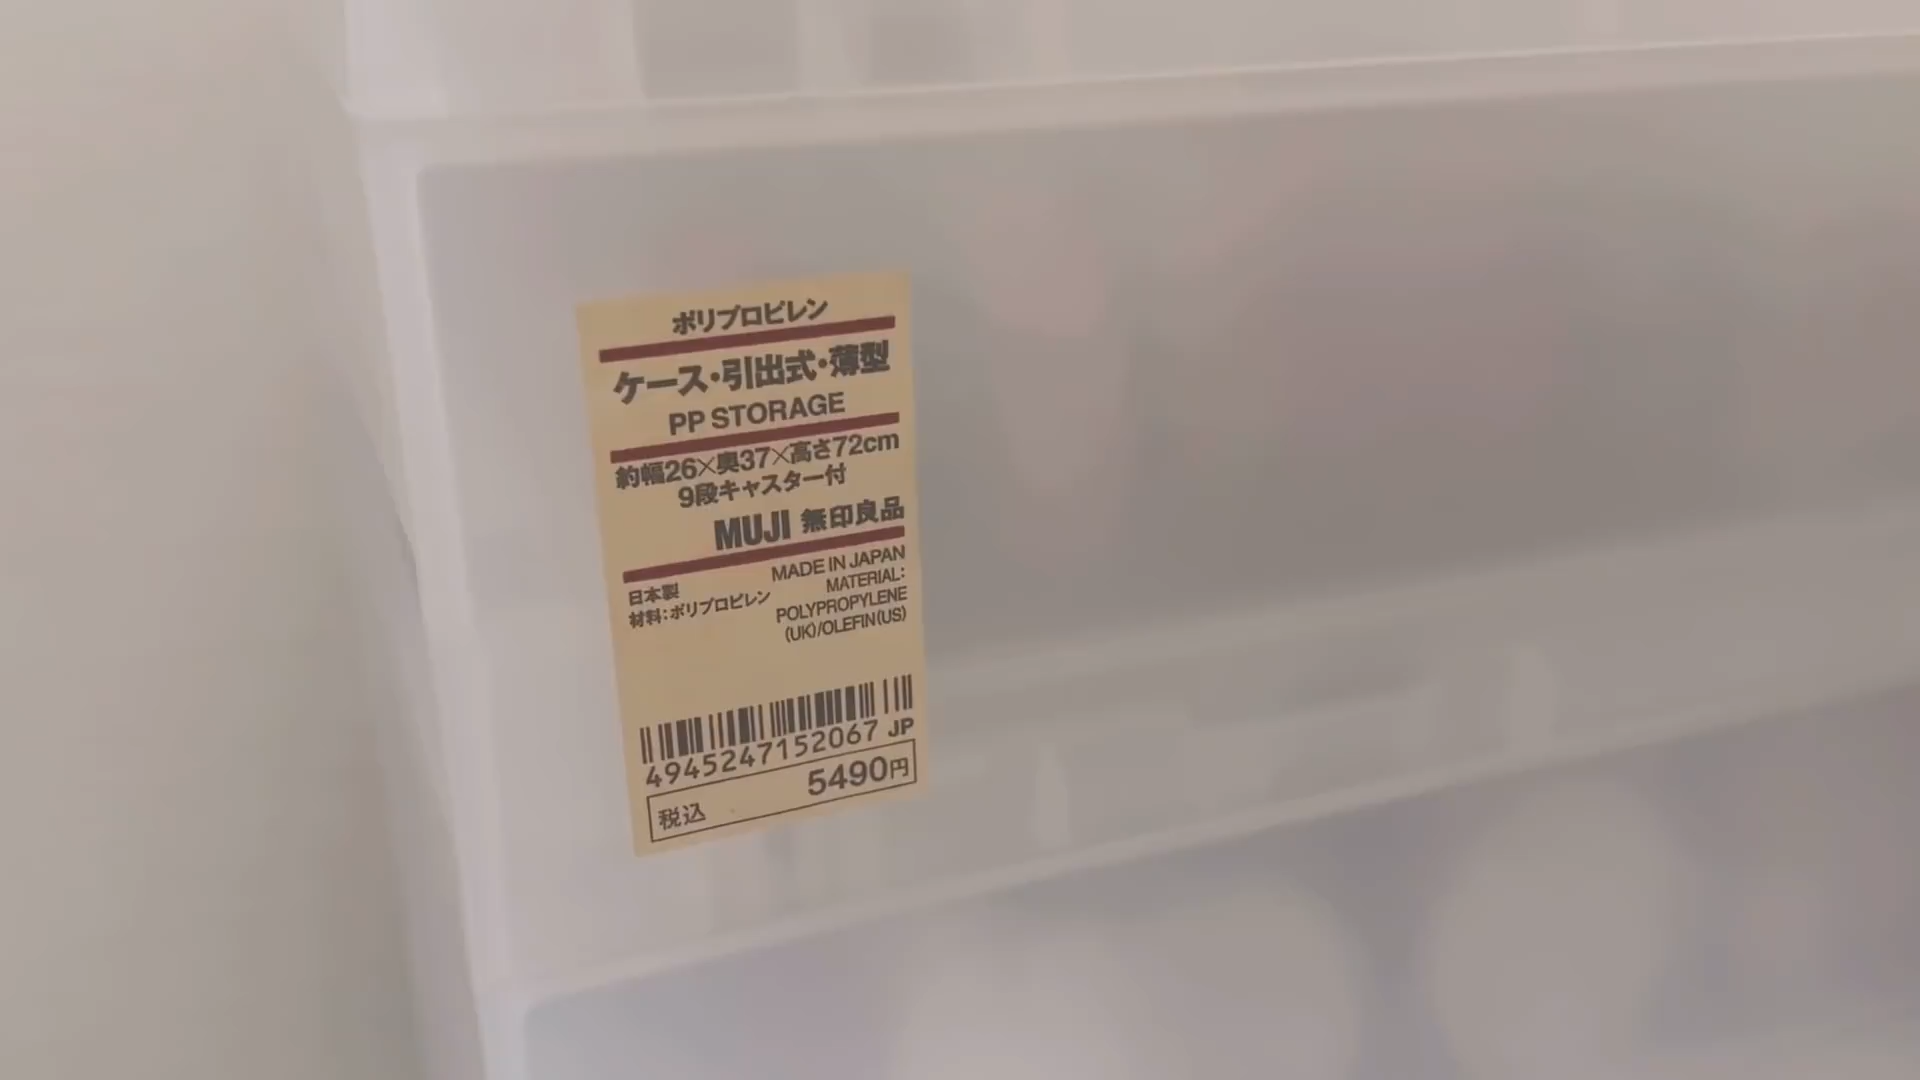 ポリプロピレン
ケース・引出式・薄型
PP STORAGE
約幅26×奥37×高さ72cm
9段キャスター付
MUJI 無印良品
日本製
材料:ポリプロピレン
MADE IN JAPAN
MATERIAL:
POLYPROPYLENE
(UK)/OLEFIN(US)
4945247152067 JP
税込 5490円